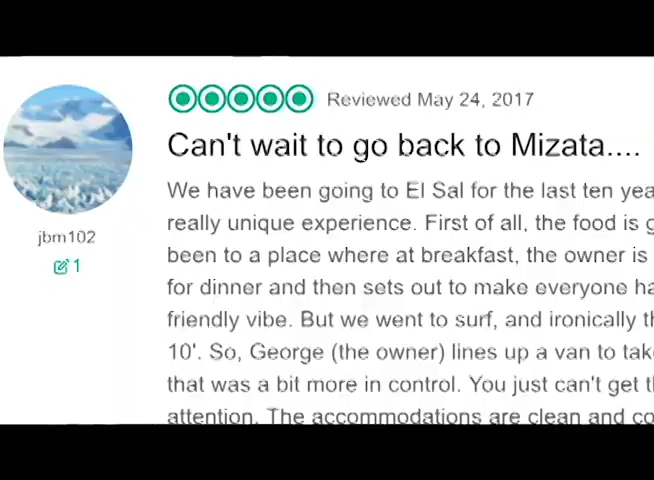 Reviewed May 24, 2017
Can't wait to go back to Mizata....
We have been going to El Sal for the last ten yea
really unique experience. First of all, the food is g
been to a place where at breakfast, the owner is
for dinner and then sets out to make everyone ha
friendly vibe. But we went to surf, and ironically th
10'. So, George (the owner) lines up a van to take
that was a bit more in control. You just can't get t
attention. The accommodations are clean and co
jbm102
1